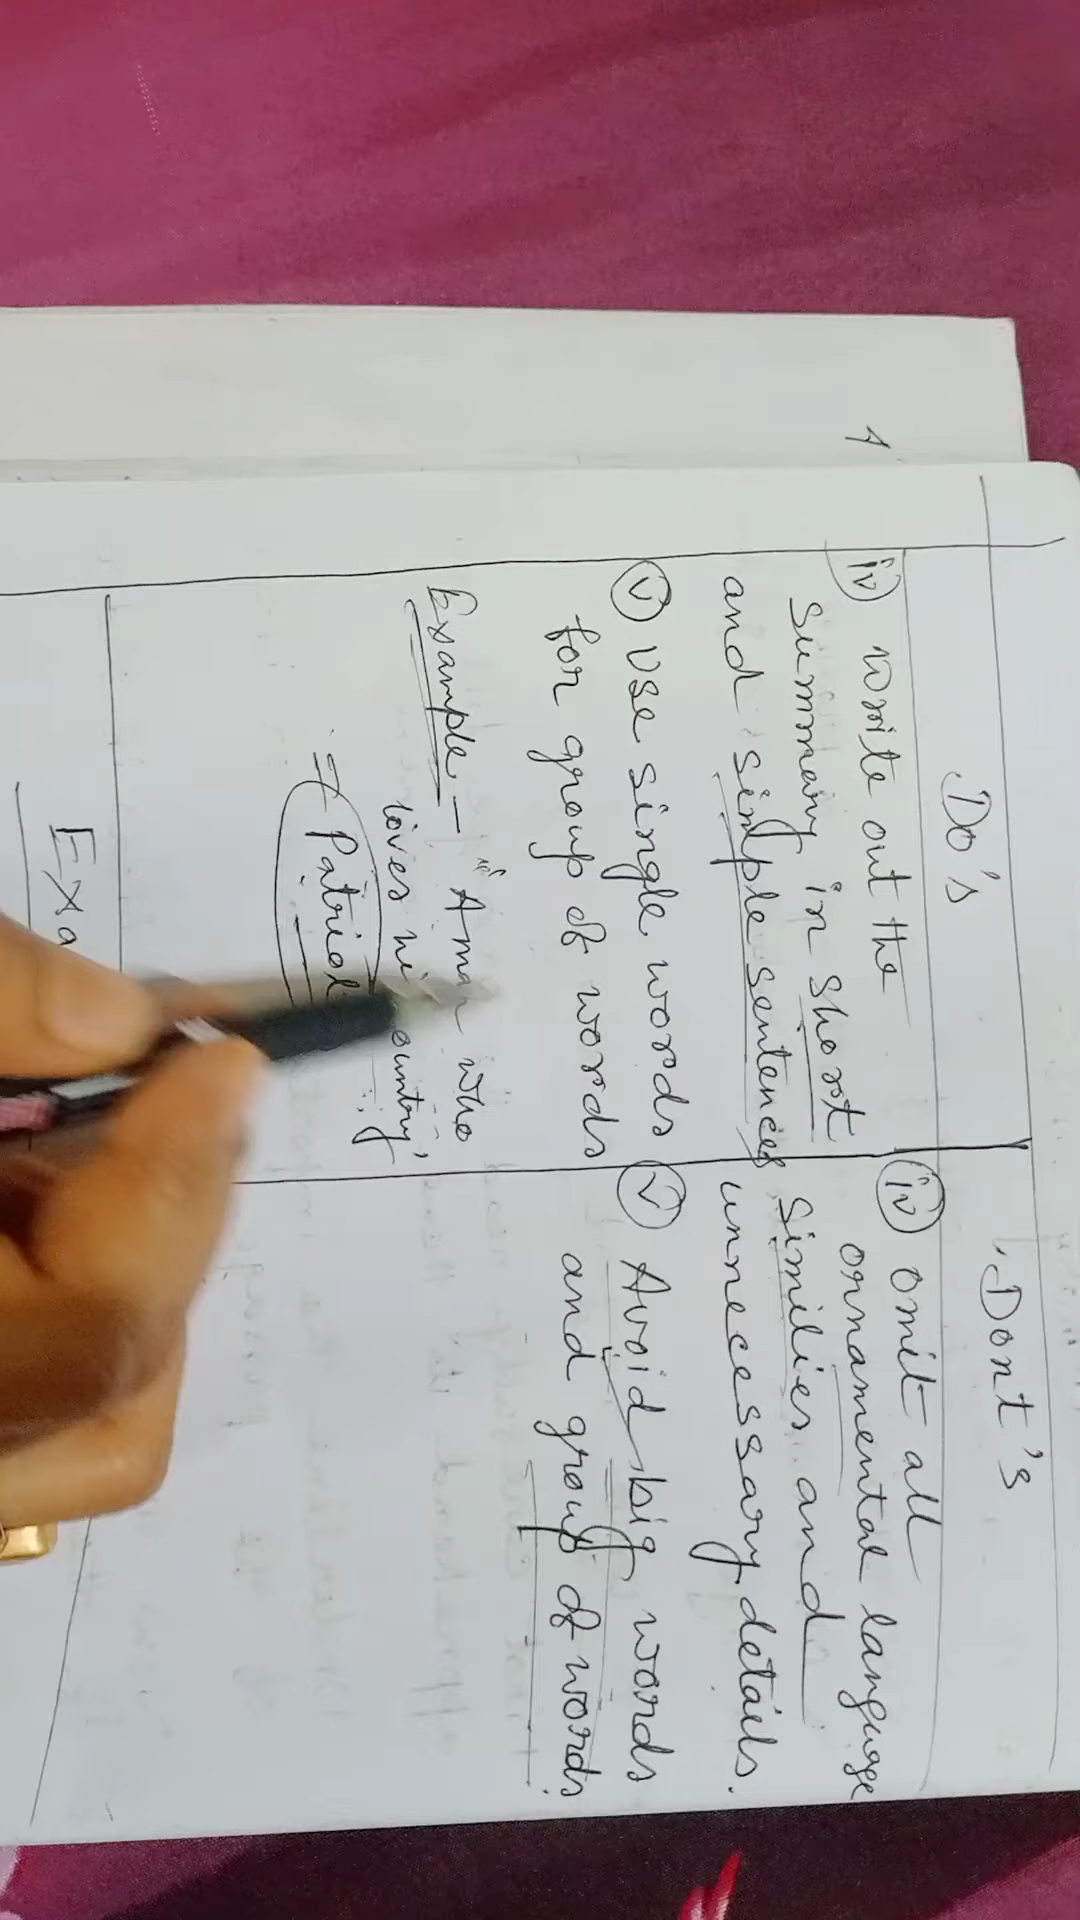 Do's
iv) write out the
summary in short
and simple sentences
v) Use single words
for group of words
Example - "A man who
loves his country"
⇒ Patriot
Exa
Dont's
iv) omit all
ornamental language
similies and
unnecessary details.
v) Avoid big words
and group of words